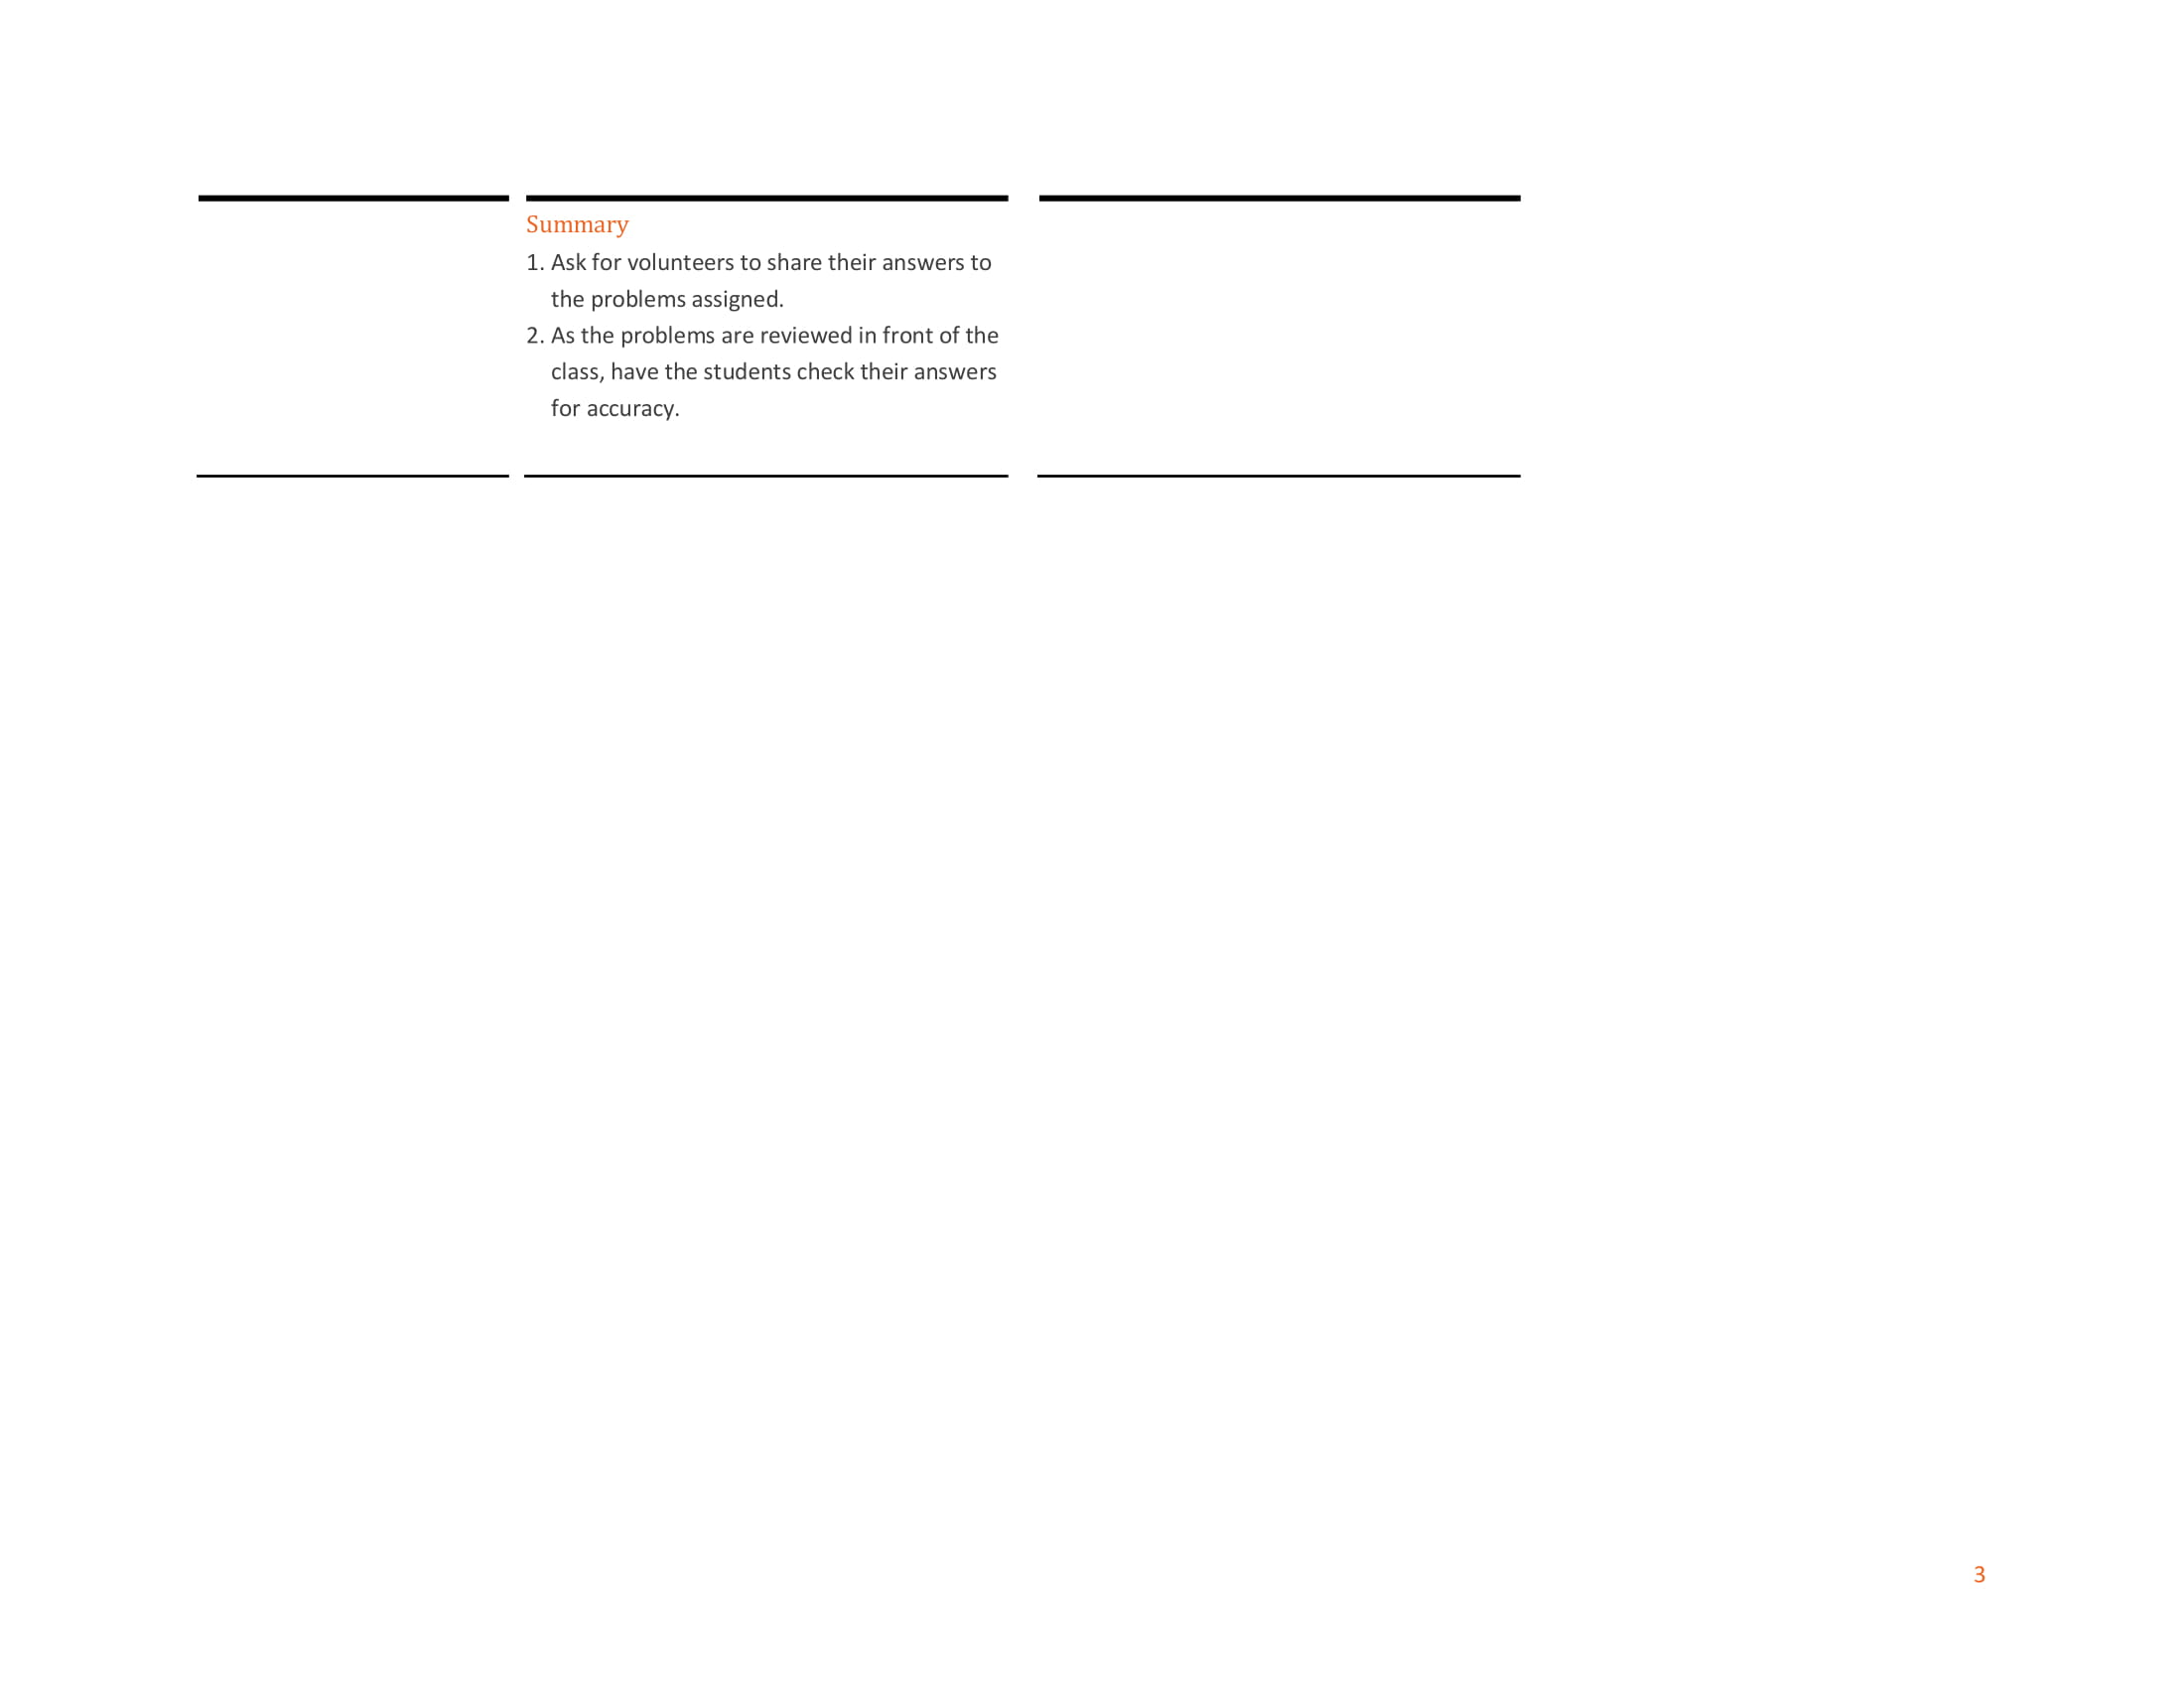 Summary
1. Ask for volunteers to share their answers to
the problems assigned.
2. As the problems are reviewed in front of the
class, have the students check their answers
for accuracy.
3